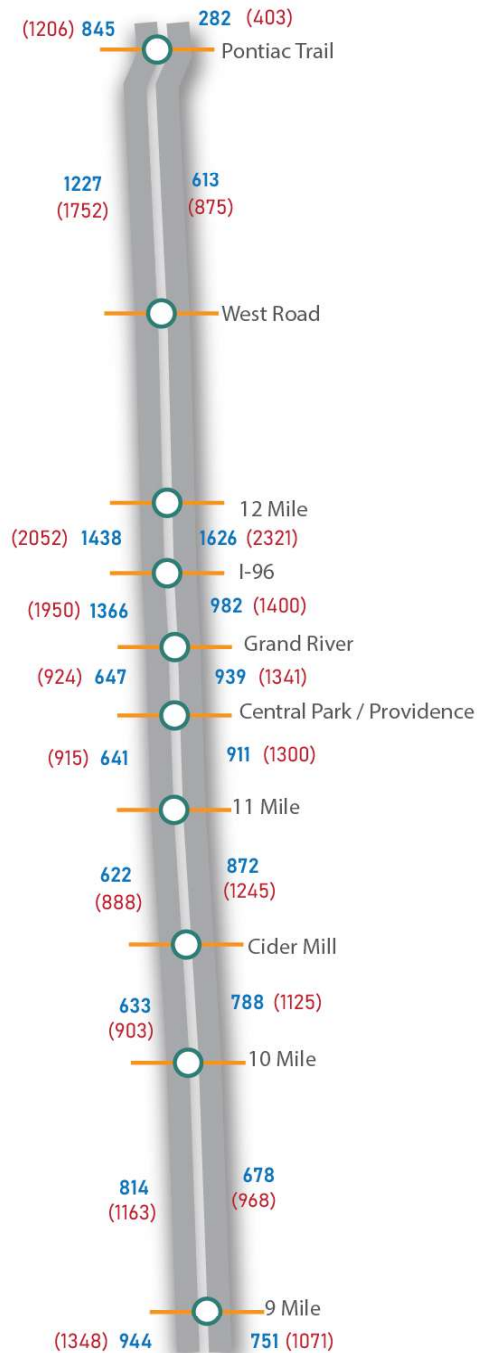 (1206) 845
282 (403)
Pontiac Trail
1227
(1752)
613
(875)
West Road
12 Mile
(2052) 1438
1626 (2321)
I-96
(1950) 1366
982 (1400)
Grand River
(924) 647
939 (1341)
Central Park / Providence
(915) 641
911 (1300)
11 Mile
622
(888)
872
(1245)
Cider Mill
633
(903)
788 (1125)
10 Mile
814
(1163)
678
(968)
9 Mile
(1348) 944
751 (1071)